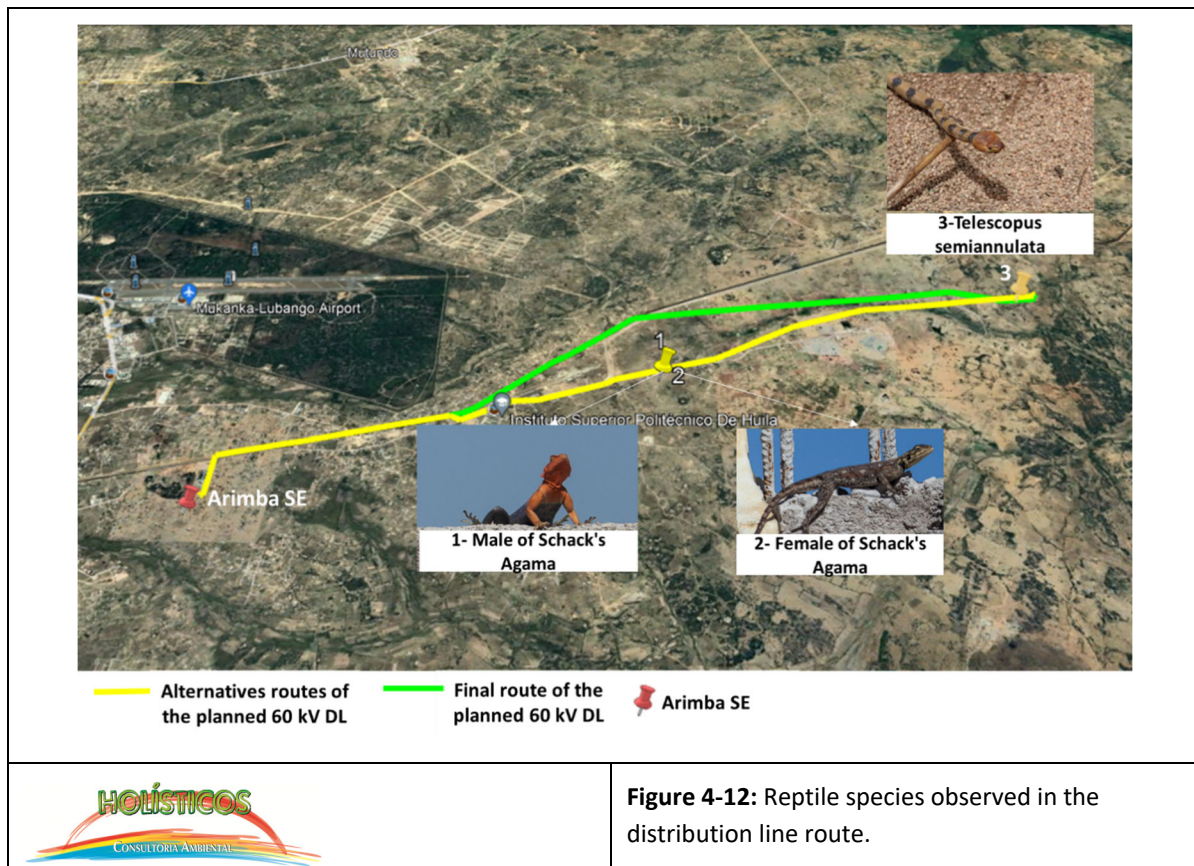 Mutundo
3-Telescopus
semiannulata
3
Mukanka-Lubango Airport
1
2
Instituto Superior Politécnico De Huila
Arimba SE
1- Male of Schack's
Agama
2- Female of Schack's
Agama
Alternatives routes of
the planned 60 kV DL
Final route of the
planned 60 kV DL
Arimba SE
HOLÍSTICOS
CONSULTORIA AMBIENTAL
Figure 4-12: Reptile species observed in the
distribution line route.